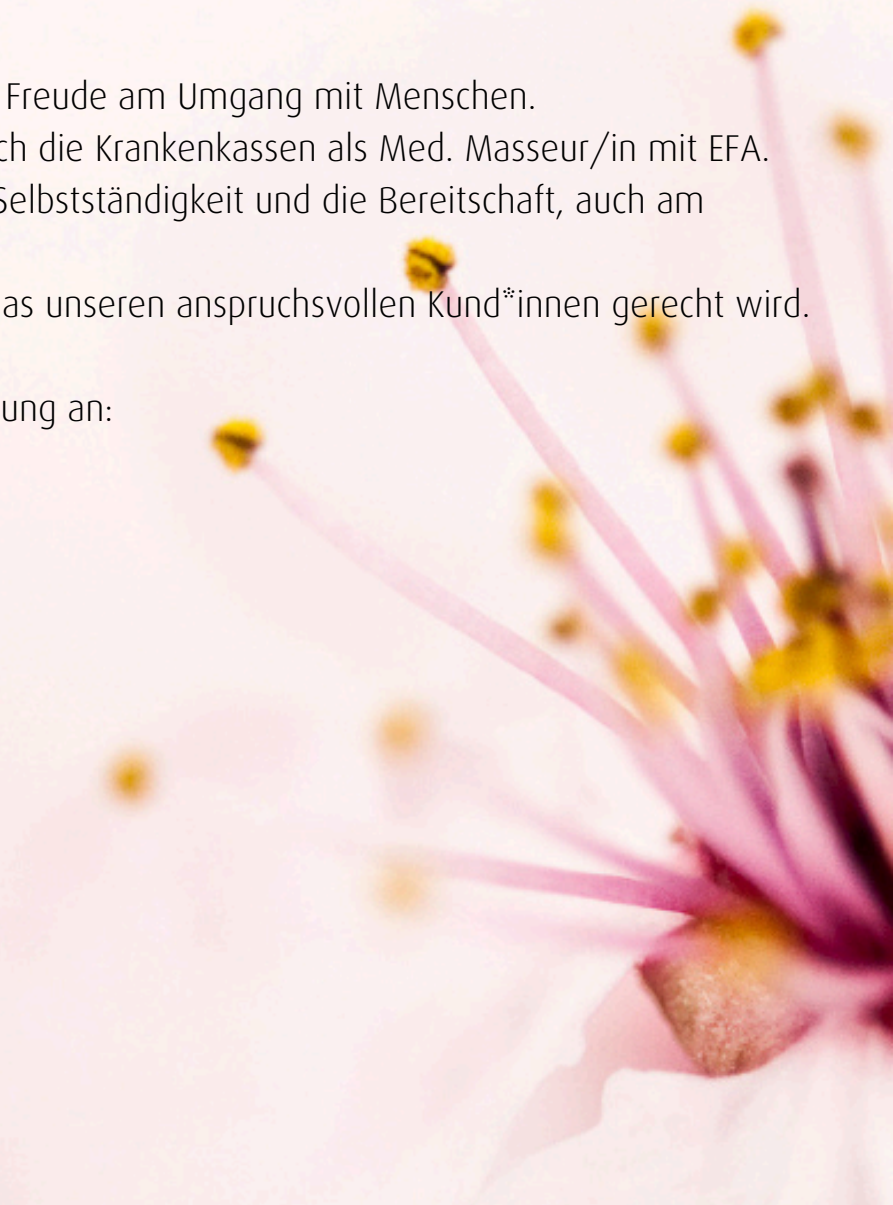 Freude am Umgang mit Menschen.
ch die Krankenkassen als Med. Masseur/in mit EFA.
Selbstständigkeit und die Bereitschaft, auch am
as unseren anspruchsvollen Kund*innen gerecht wird.
ung an: